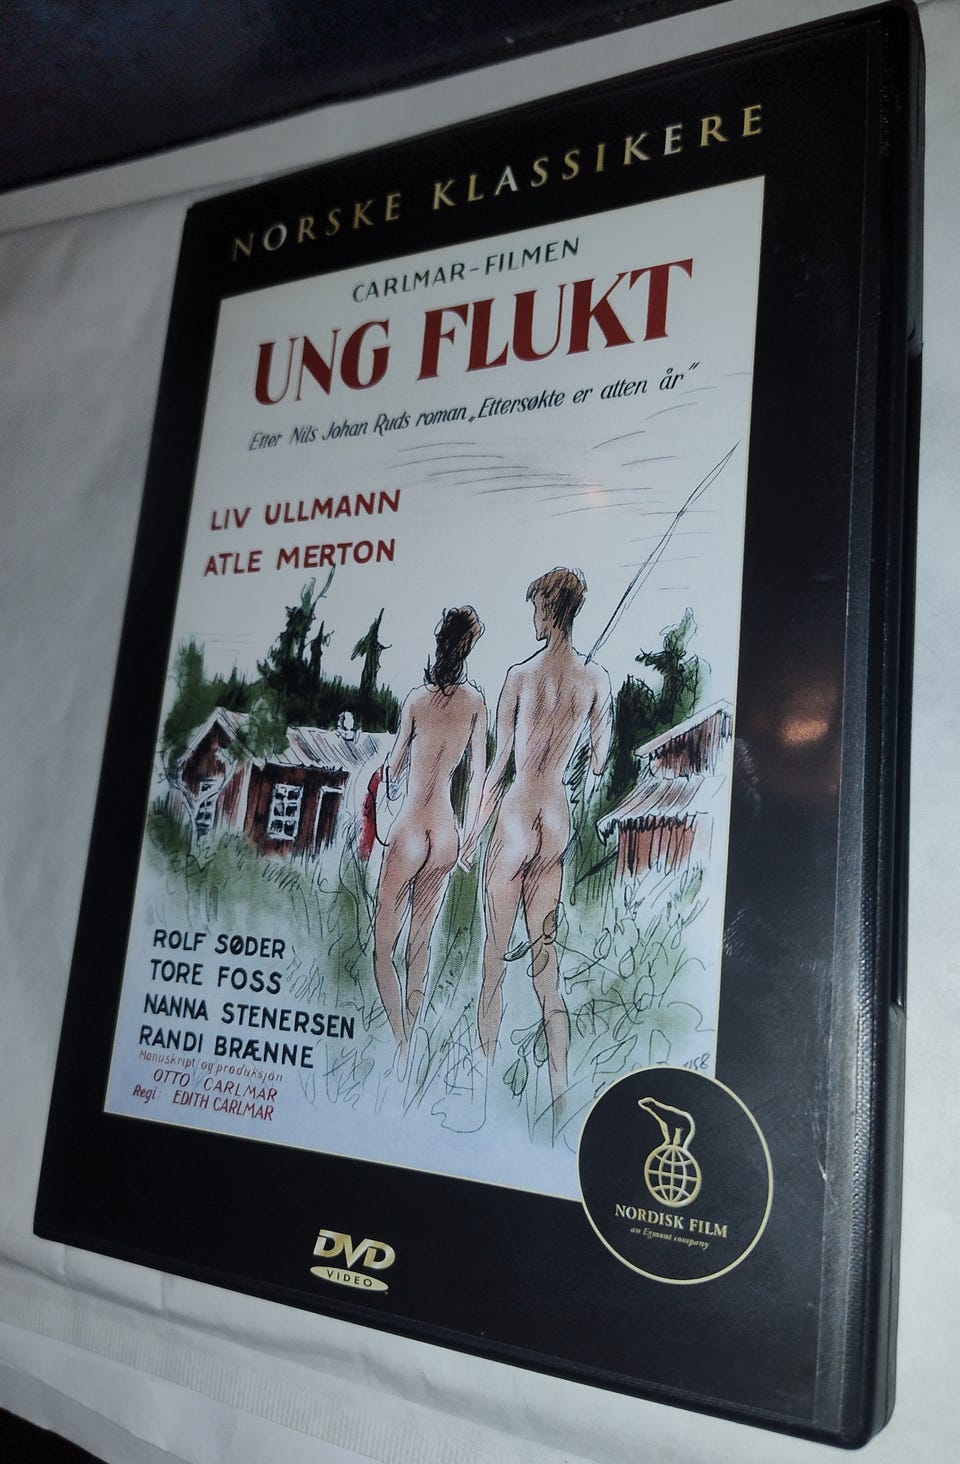 NORSKE KLASSIKERE
CARLMAR-FILMEN
UNG FLUKT
Etter Nils Johan Ruds roman „Ettersøkte er atten år”
LIV ULLMANN
ATLE MERTON
ROLF SØDER
TORE FOSS
NANNA STENERSEN
RANDI BRÆNNE
Manuskript og produksjon
OTTO CARLMAR
Regi: EDITH CARLMAR
58
NORDISK FILM
an Egmont company
DVD
VIDEO